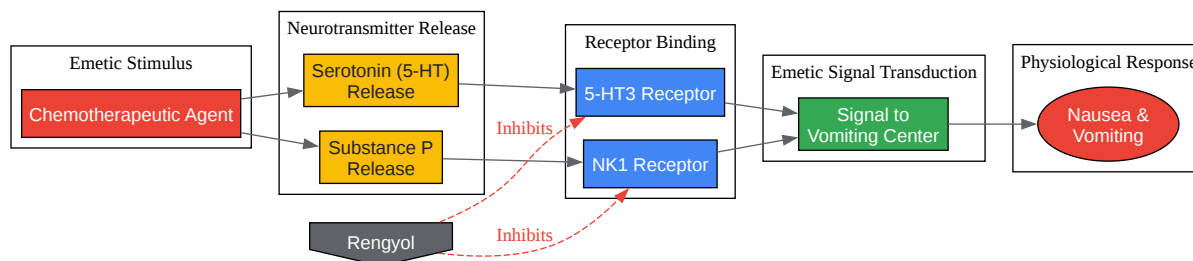 Emetic Stimulus
Chemotherapeutic Agent
Neurotransmitter Release
Serotonin (5-HT)
Release
Substance P
Release
Receptor Binding
5-HT3 Receptor
NK1 Receptor
Emetic Signal Transduction
Signal to
Vomiting Center
Physiological Response
Nausea &
Vomiting
Inhibits
Inhibits
Rengyol